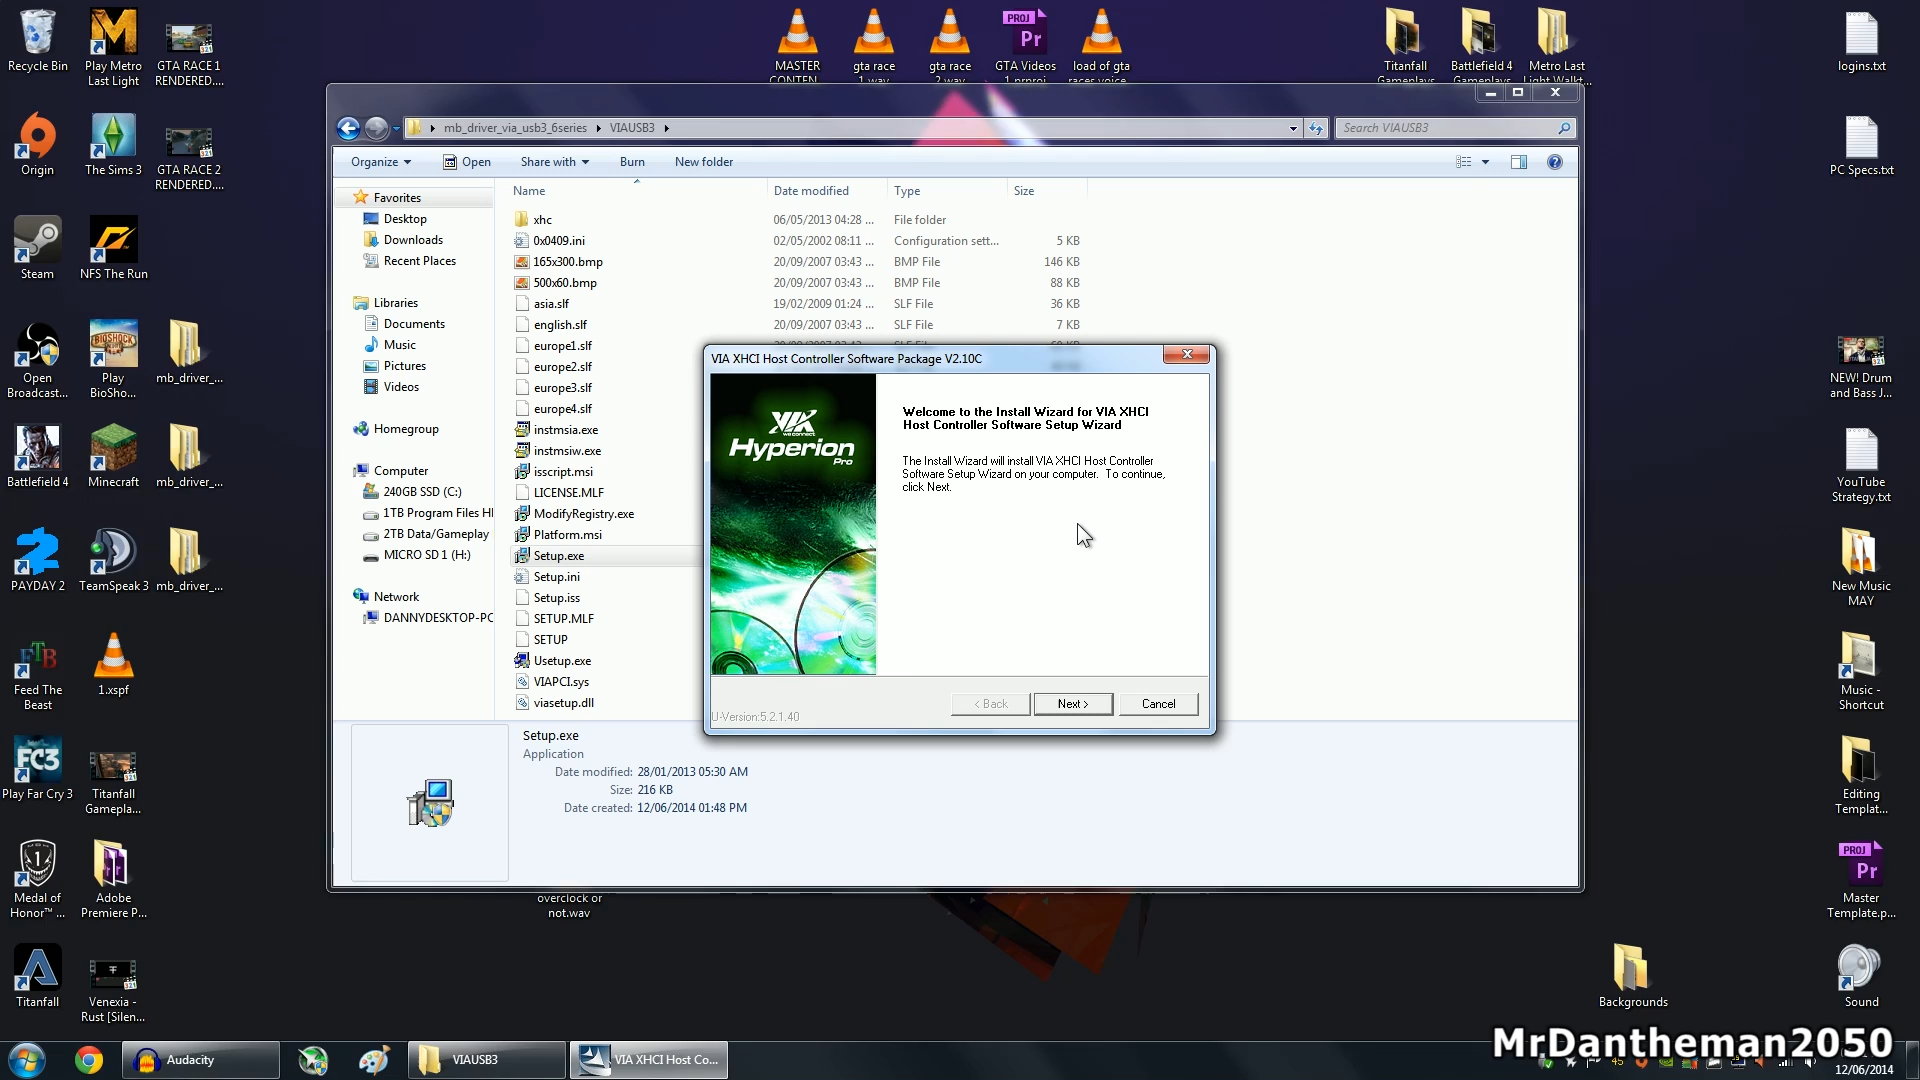 Recycle Bin
Play Metro
Last Light
GTA RACE 1
RENDERED....
MASTER
CONTEN...
gta race
1.wav
gta race
2.wav
PROJ
Pr
GTA Videos
1.prproj
load of gta
races voice...
Titanfall
Gameplays
Battlefield 4
Gameplays
Metro Last
Light Walkt...
logins.txt
Origin
The Sims 3
GTA RACE 2
RENDERED....
PC Specs.txt
Steam
NFS The Run
Open
Broadcast...
BIOSHOCK
Play
BioSho...
mb_driver_...
NEW! Drum
and Bass J...
Battlefield 4
Minecraft
mb_driver_...
YouTube
Strategy.txt
PAYDAY 2
TeamSpeak 3
mb_driver_...
New Music
MAY
FTB
Feed The
Beast
1.xspf
Music -
Shortcut
FC3
Play Far Cry 3
Titanfall
Gamepla...
Editing
Templat...
Medal of
Honor™ ...
Adobe
Premiere P...
overclock or
not.wav
PROJ
Pr
Master
Template.p...
Titanfall
Venexia -
Rust [Silen...
Backgrounds
Sound
mb_driver_via_usb3_6series
VIAUSB3
Search VIAUSB3
Organize
Open
Share with
Burn
New folder
Favorites
Desktop
Downloads
Recent Places
Libraries
Documents
Music
Pictures
Videos
Homegroup
Computer
240GB SSD (C:)
1TB Program Files H
2TB Data/Gameplay
MICRO SD 1 (H:)
Network
DANNYDESKTOP-PC
Name Date modified Type Size
xhc 06/05/2013 04:28 ... File folder
0x0409.ini 02/05/2002 08:11 ... Configuration sett... 5 KB
165x300.bmp 20/09/2007 03:43 ... BMP File 146 KB
500x60.bmp 20/09/2007 03:43 ... BMP File 88 KB
asia.slf 19/02/2009 01:24 ... SLF File 36 KB
english.slf 20/09/2007 03:43 ... SLF File 7 KB
europe1.slf
europe2.slf
europe3.slf
europe4.slf
instmsia.exe
instmsiw.exe
isscript.msi
LICENSE.MLF
ModifyRegistry.exe
Platform.msi
Setup.exe
Setup.ini
Setup.iss
SETUP.MLF
SETUP
Usetup.exe
VIAPCI.sys
viasetup.dll
Setup.exe
Application
Date modified: 28/01/2013 05:30 AM
Size: 216 KB
Date created: 12/06/2014 01:48 PM
VIA XHCI Host Controller Software Package V2.10C
VIA
we connect
Hyperion
Pro
Welcome to the Install Wizard for VIA XHCI
Host Controller Software Setup Wizard
The Install Wizard will install VIA XHCI Host Controller
Software Setup Wizard on your computer. To continue,
click Next.
U-Version:5.2.1.40
< Back
Next >
Cancel
Audacity
VIAUSB3
VIA XHCI Host Co...
MrDantheman2050
45
12/06/2014